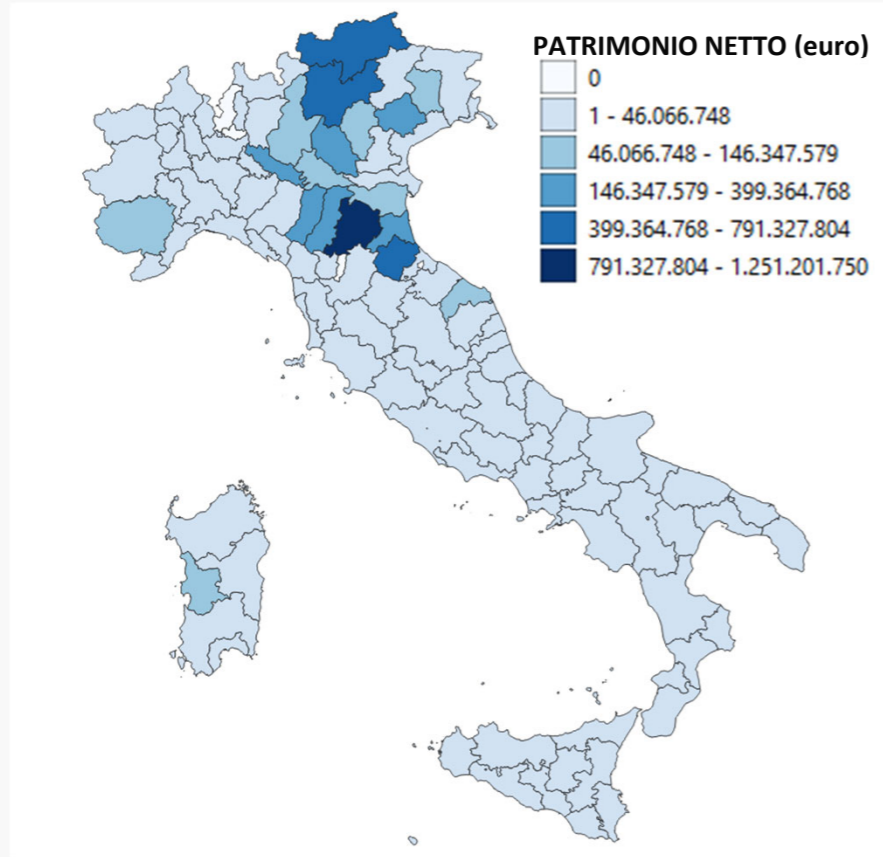 PATRIMONIO NETTO (euro)
0
1 - 46.066.748
46.066.748 - 146.347.579
146.347.579 - 399.364.768
399.364.768 - 791.327.804
791.327.804 - 1.251.201.750